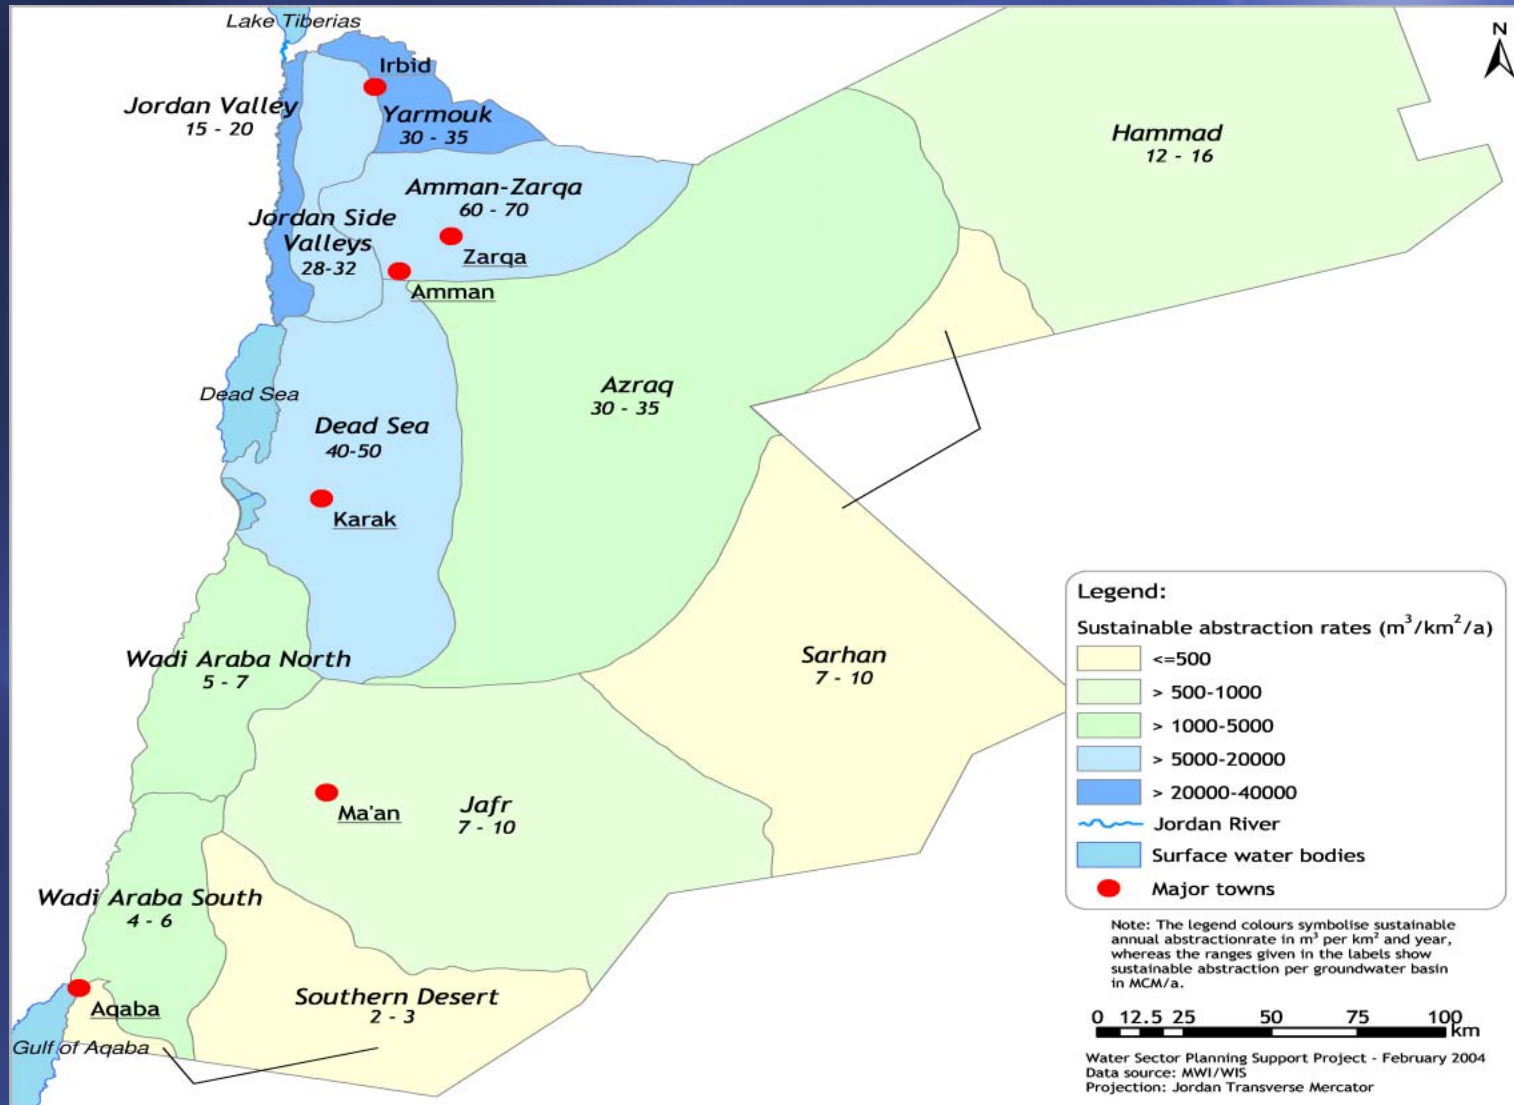 Lake Tiberias
N
Irbid
Jordan Valley
15 - 20
Yarmouk
30 - 35
Hammad
12 - 16
Amman-Zarqa
60 - 70
Jordan Side
Valleys
28-32
Zarqa
Amman
Azraq
30 - 35
Dead Sea
Dead Sea
40-50
Karak
Wadi Araba North
5 - 7
Sarhan
7 - 10
Ma'an
Jafr
7 - 10
Wadi Araba South
4 - 6
Aqaba
Southern Desert
2 - 3
Gulf of Aqaba
Legend:
Sustainable abstraction rates (m³/km²/a)
<=500
> 500-1000
> 1000-5000
> 5000-20000
> 20000-40000
Jordan River
Surface water bodies
Major towns
Note: The legend colours symbolise sustainable
annual abstractionrate in m³ per km² and year,
whereas the ranges given in the labels show
sustainable abstraction per groundwater basin
in MCM/a.
0 12.5 25 50 75 100
km
Water Sector Planning Support Project - February 2004
Data source: MWI/WIS
Projection: Jordan Transverse Mercator